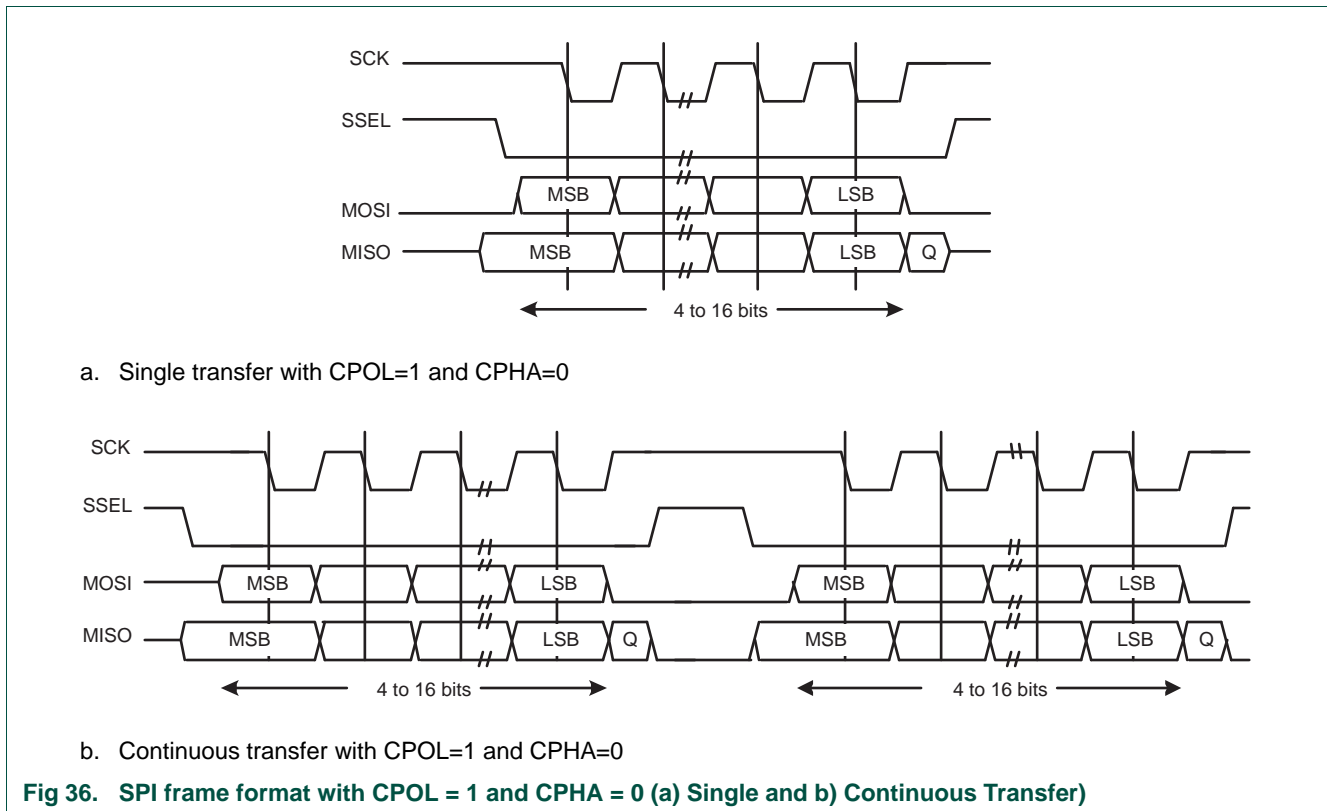 SCK
SSEL
MOSI MSB LSB
MISO MSB LSB Q
4 to 16 bits
a. Single transfer with CPOL=1 and CPHA=0
SCK
SSEL
MOSI MSB LSB MSB LSB
MISO MSB LSB Q MSB LSB Q
4 to 16 bits 4 to 16 bits
b. Continuous transfer with CPOL=1 and CPHA=0
Fig 36. SPI frame format with CPOL = 1 and CPHA = 0 (a) Single and b) Continuous Transfer)